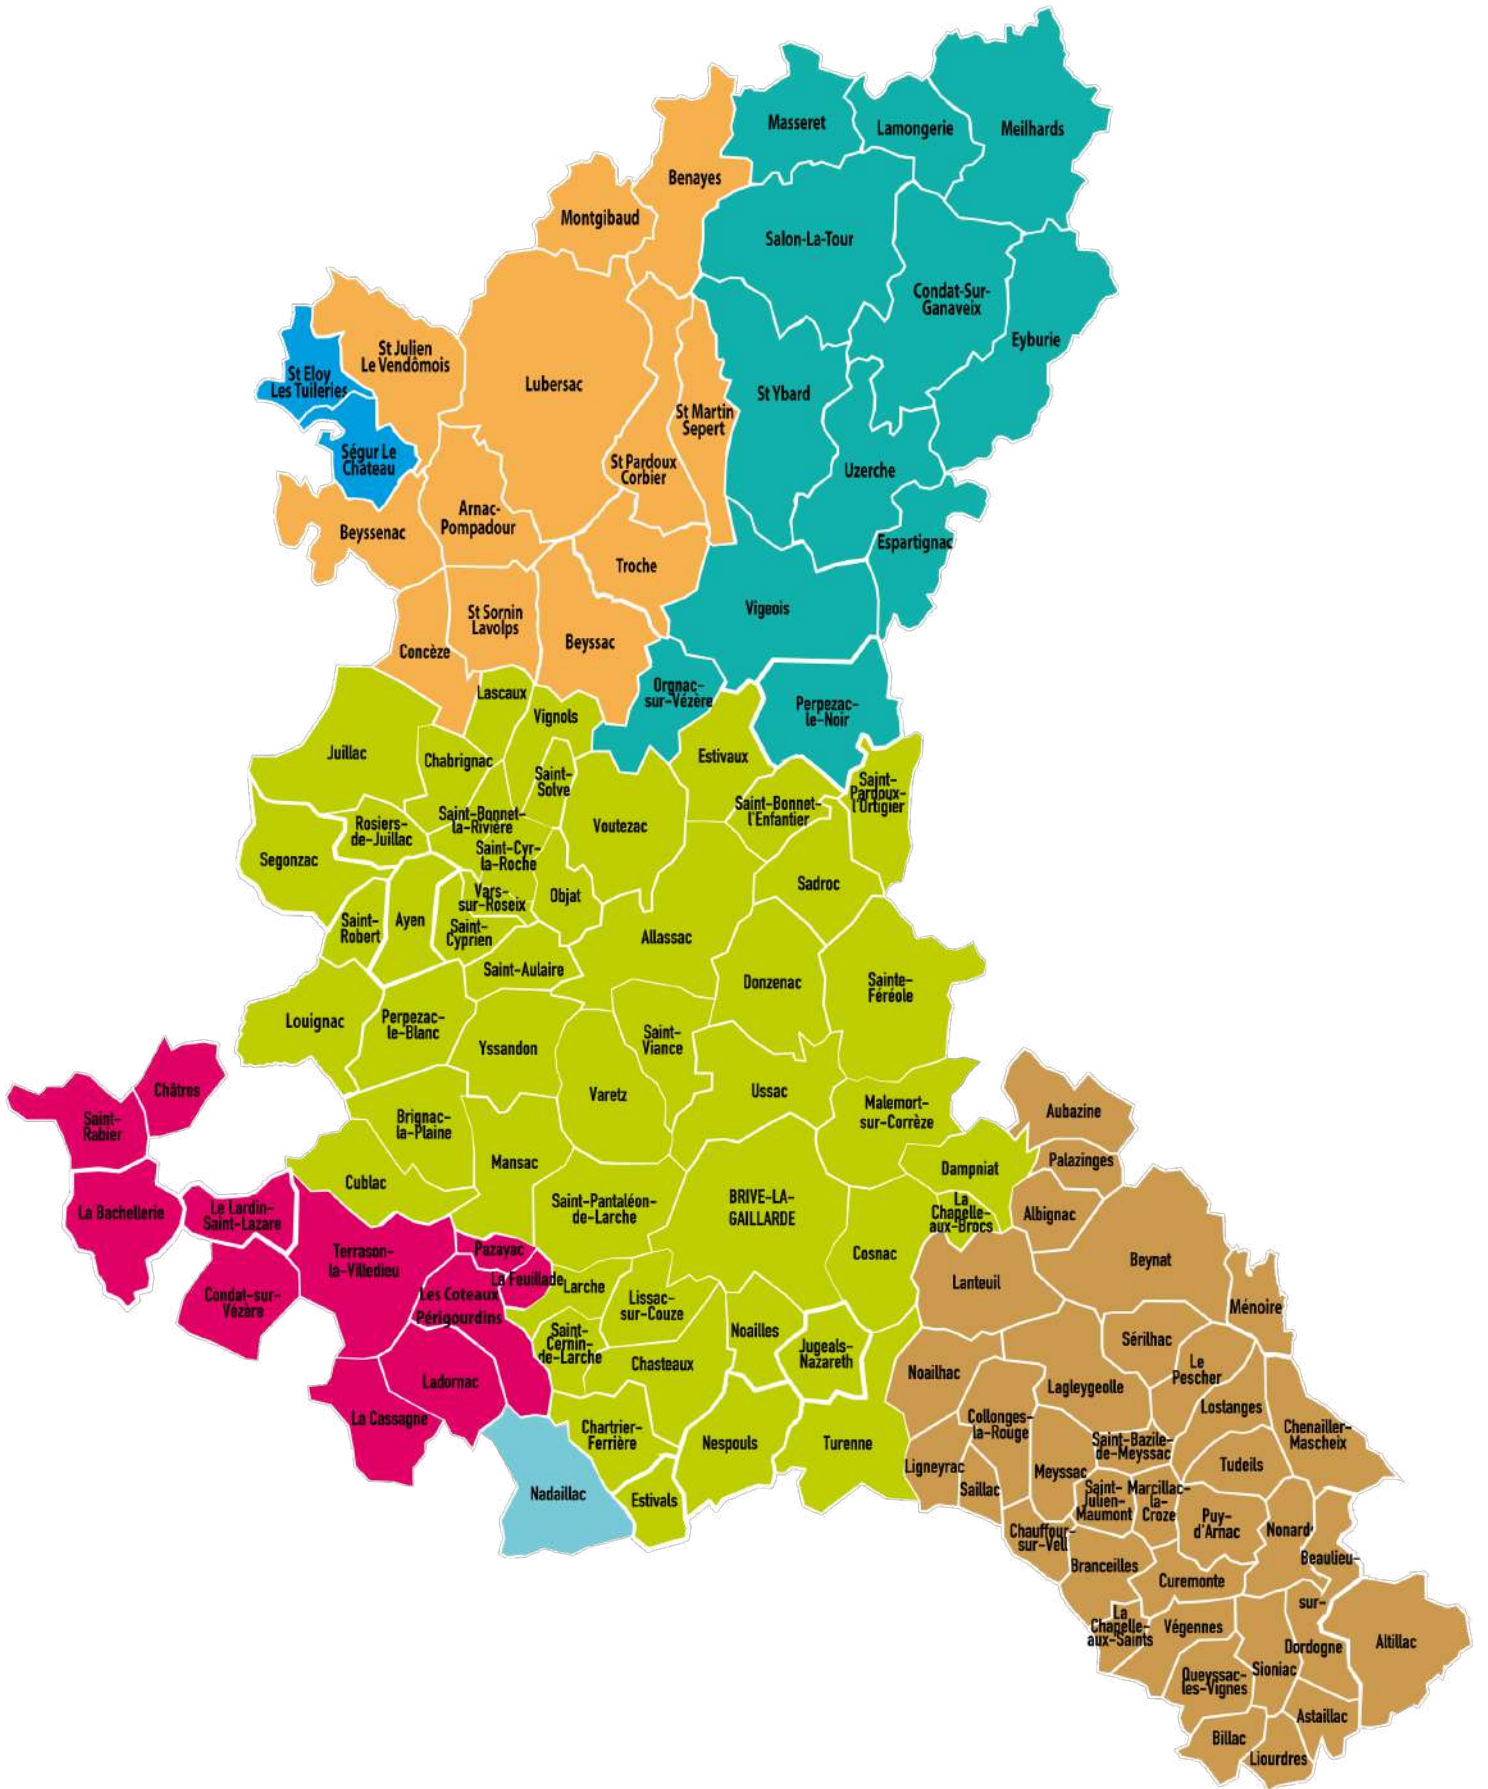 Masseret
Lamongerie
Meilhards
Benayes
Montgibaud
Salon-La-Tour
Condat-Sur-
Ganaveix
Eyburie
St Julien
Le Vendômois
St Eloy
Les Tuileries
Lubersac
St Ybard
St Martin
Sepert
Ségur Le
Château
St Pardoux
Corbier
Uzerche
Arnac-
Pompadour
Beyssenac
Espartignac
Troche
Vigeois
St Sornin
Lavolps
Beyssac
Concèze
Orgnac-
sur-Vézère
Perpezac-
le-Noir
Lascaux
Vignols
Juillac
Chabrignac
Estivaux
Saint-
Solve
Saint-
Pardoux-
l'Ortigier
Saint-Bonnet-
l'Enfantier
Saint-Bonnet-
la-Rivière
Voutezac
Rosiers-
de-Juillac
Segonzac
Saint-Cyr-
la-Roche
Sadroc
Vars-
sur-Roseix
Objat
Saint-
Robert
Ayen
Saint-
Cyprien
Allassac
Saint-Aulaire
Donzenac
Sainte-
Féréole
Louignac
Perpezac-
le-Blanc
Yssandon
Saint-
Viance
Châtres
Saint-
Rabier
Varetz
Ussac
Malemort-
sur-Corrèze
Aubazine
Brignac-
la-Plaine
Mansac
Dampniat
Palazinges
Cublac
La Bachellerie
Le Lardin-
Saint-Lazare
Saint-Pantaléon-
de-Larche
BRIVE-LA-
GAILLARDE
La
Chapelle-
aux-Brocs
Albignac
Terrason-
la-Villedieu
Pazayac
Cosnac
Beynat
La Feuillade
Larche
Lanteuil
Condat-sur-
Vézère
Les Coteaux
Périgourdins
Lissac-
sur-Couze
Ménoire
Saint-
Cernin-
de-Larche
Noailles
Jugeals-
Nazareth
Sérilhac
Chasteaux
Noailhac
Le
Pescher
Ladornac
Lagleygeolle
Lostanges
La Cassagne
Chartrier-
Ferrière
Nespouls
Turenne
Collonges-
la-Rouge
Chenailler-
Mascheix
Saint-Bazile-
de-Meyssac
Ligneyrac
Meyssac
Tudeils
Saillac
Nadaillac
Estivals
Saint-
Julien-
Maumont
Marcillac-
la-
Croze
Puy-
d'Arnac
Nonard
Chauffour-
sur-Vell
Branceilles
Beaulieu-
sur-
Dordogne
Curemonte
La
Chapelle-
aux-Saints
Végennes
Altillac
Sioniac
Queyssac-
les-Vignes
Astaillac
Billac
Liourdres